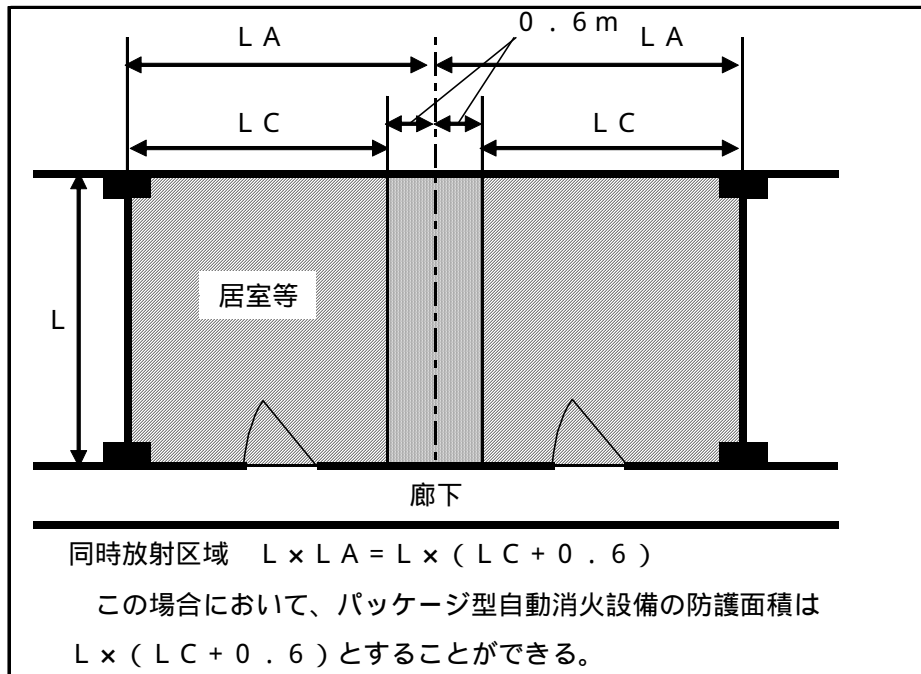 0.6m
LA LA
LC LC
居室等
L
廊下
同時放射区域 L×LA=L×(LC+0.6)
この場合において、パッケージ型自動消火設備の防護面積は
L×(LC+0.6)とすることができる。